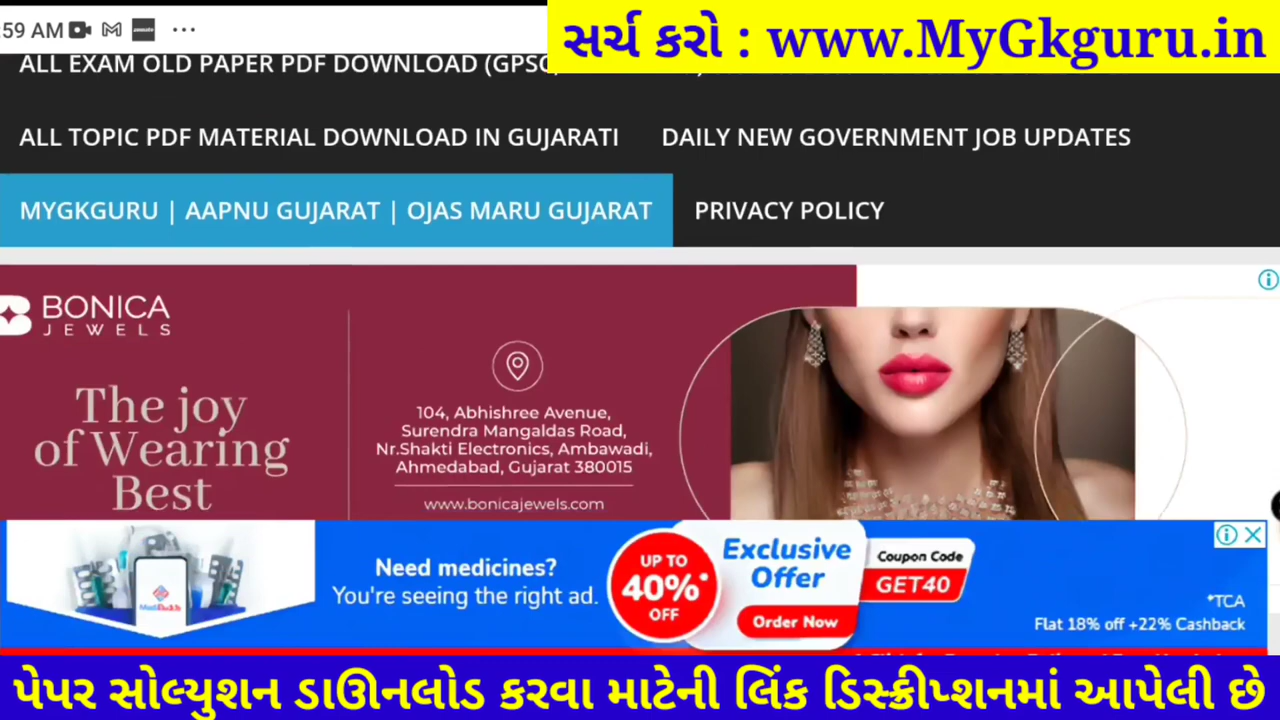 :59 AM
સર્ચ કરો : www.MyGkguru.in
ALL EXAM OLD PAPER PDF DOWNLOAD (GPSC,
ALL TOPIC PDF MATERIAL DOWNLOAD IN GUJARATI DAILY NEW GOVERNMENT JOB UPDATES
MYGKGURU | AAPNU GUJARAT | OJAS MARU GUJARAT PRIVACY POLICY
BONICA
JEWELS
The joy
of Wearing
Best
104, Abhishree Avenue,
Surendra Mangaldas Road,
Nr.Shakti Electronics, Ambawadi,
Ahmedabad, Gujarat 380015
www.bonicajewels.com
Need medicines?
You're seeing the right ad.
UP TO
40%*
OFF
Exclusive
Offer
Order Now
Coupon Code
GET40
*TCA
Flat 18% off +22% Cashback
પેપર સોલ્યુશન ડાઊનલોડ કરવા માટેની લિંક ડિસ્ક્રીપ્શનમાં આપેલી છે